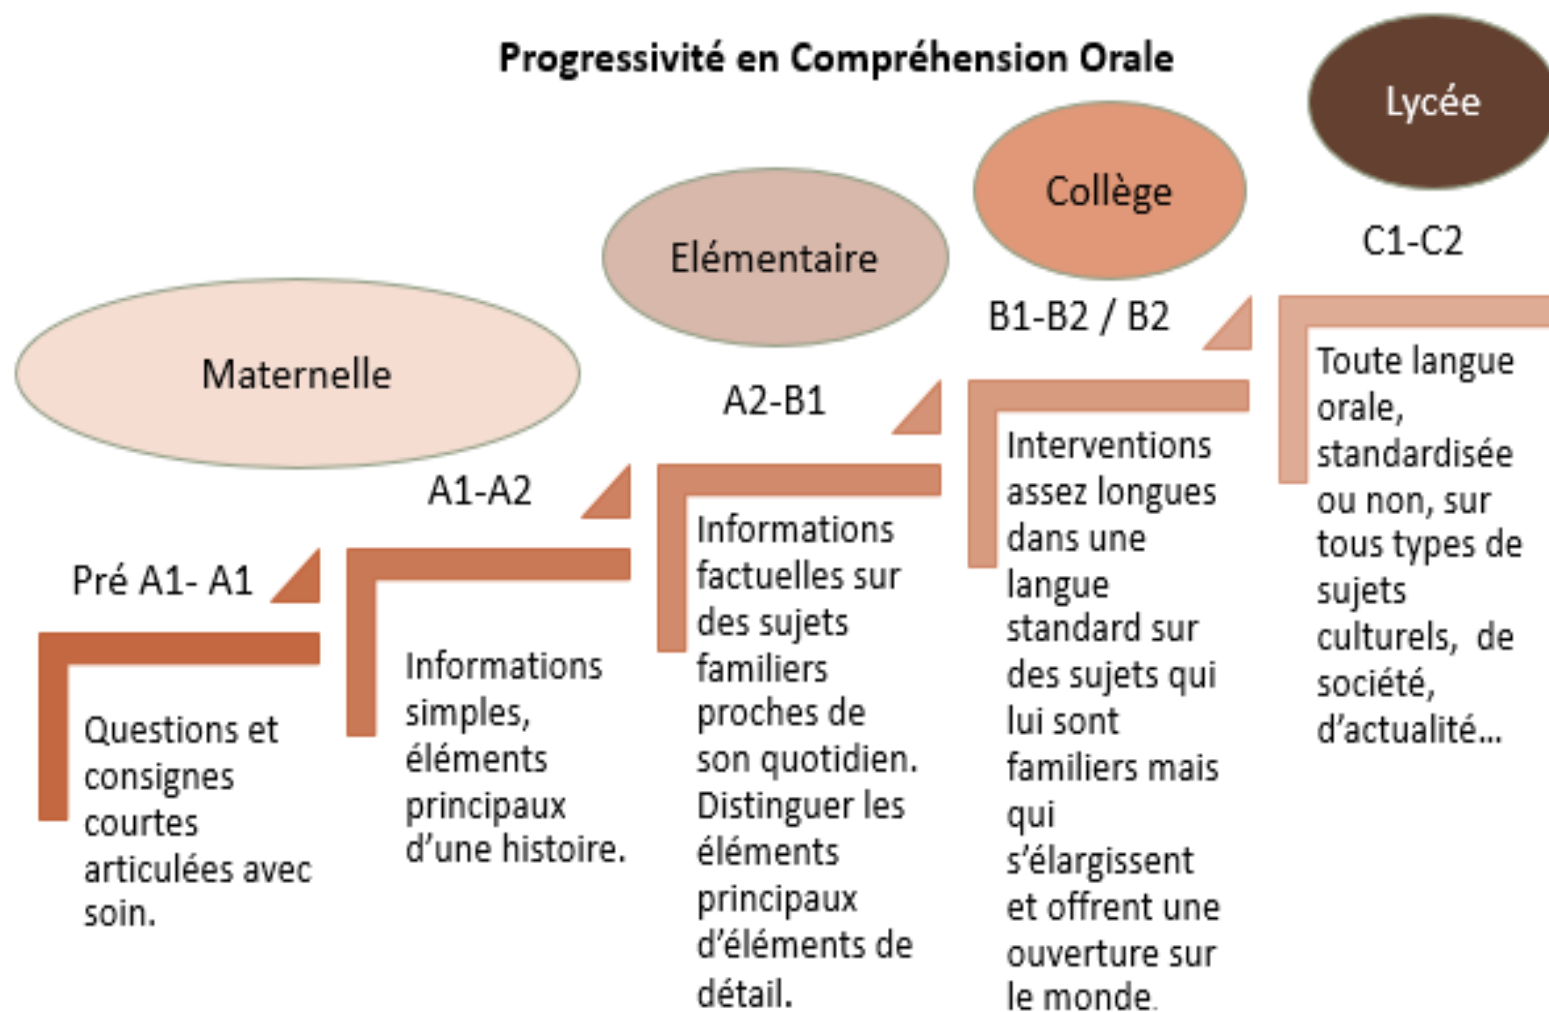 Progressivité en Compréhension Orale
Maternelle
Pré A1- A1
Questions et
consignes
courtes
articulées avec
soin.
A1-A2
Informations
simples,
éléments
principaux
d'une histoire.
Elémentaire
A2-B1
Informations
factuelles sur
des sujets
familiers
proches de
son quotidien.
Distinguer les
éléments
principaux
d'éléments de
détail.
Collège
B1-B2 / B2
Interventions
assez longues
dans une
langue
standard sur
des sujets qui
lui sont
familiers mais
qui
s'élargissent
et offrent une
ouverture sur
le monde.
Lycée
C1-C2
Toute langue
orale,
standardisée
ou non, sur
tous types de
sujets
culturels, de
société,
d'actualité...